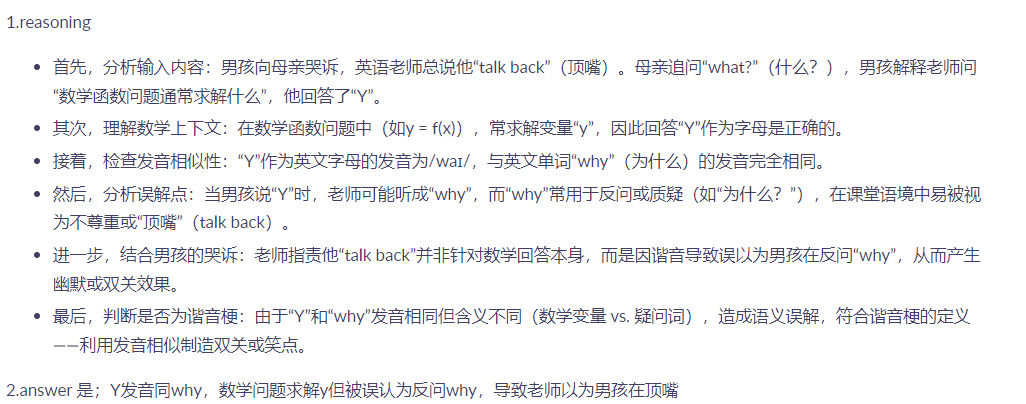 1.reasoning
• 首先，分析输入内容：男孩向母亲哭诉，英语老师总说他“talk back”（顶嘴）。母亲追问“what?”（什么？），男孩解释老师问
“数学函数问题通常求解什么”，他回答了“Y”。
• 其次，理解数学上下文：在数学函数问题中（如y = f(x)），常求解变量“y”，因此回答“Y”作为字母是正确的。
• 接着，检查发音相似性：“Y”作为英文字母的发音为/waɪ/，与英文单词“why”（为什么）的发音完全相同。
• 然后，分析误解点：当男孩说“Y”时，老师可能听成“why”，而“why”常用于反问或质疑（如“为什么？”），在课堂语境中易被视
为不尊重或“顶嘴”（talk back）。
• 进一步，结合男孩的哭诉：老师指责他“talk back”并非针对数学回答本身，而是因谐音导致误以为男孩在反问“why”，从而产生
幽默或双关效果。
• 最后，判断是否为谐音梗：由于“Y”和“why”发音相同但含义不同（数学变量 vs. 疑问词），造成语义误解，符合谐音梗的定义
——利用发音相似制造双关或笑点。
2.answer 是；Y发音同why，数学问题求解y但被误认为反问why，导致老师以为男孩在顶嘴